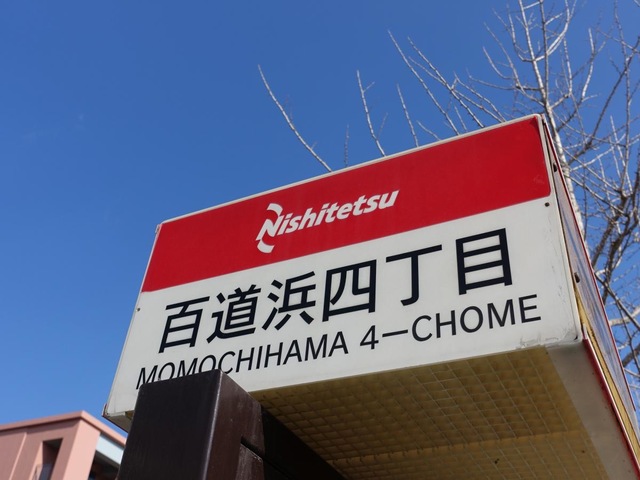 Nishitetsu
百道浜四丁目
MOMOCHIHAMA 4-CHOME